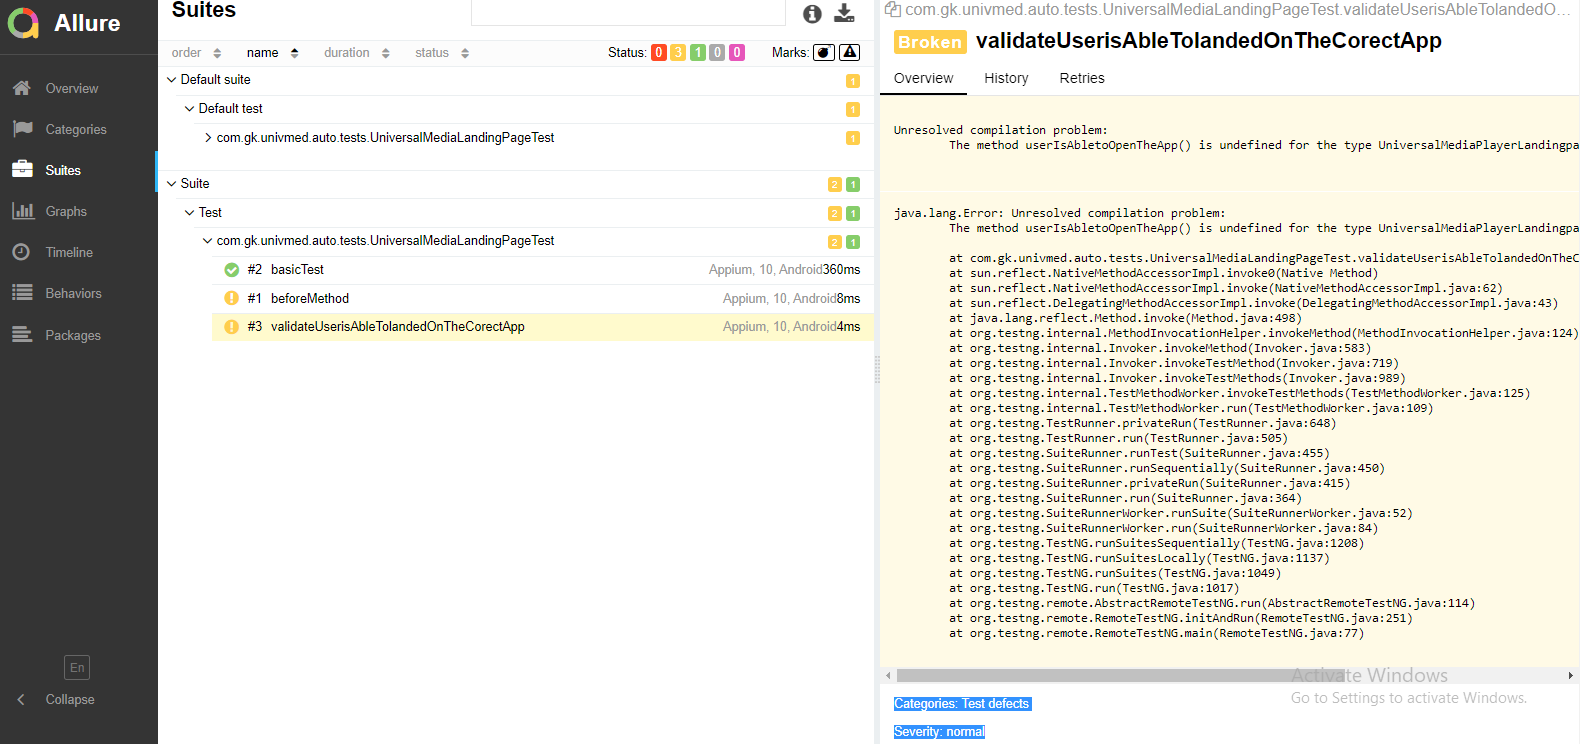 Allure
Overview
Categories
Suites
Graphs
Timeline
Behaviors
Packages
En
Collapse
Suites
order name duration status Status: 0 3 1 0 0 Marks:
Default suite 1
Default test 1
com.gk.univmed.auto.tests.UniversalMediaLandingPageTest 1
Suite 2 1
Test 2 1
com.gk.univmed.auto.tests.UniversalMediaLandingPageTest 2 1
#2 basicTest Appium, 10, Android360ms
#1 beforeMethod Appium, 10, Android8ms
#3 validateUserisAbleTolandedOnTheCorectApp Appium, 10, Android4ms
com.gk.univmed.auto.tests.UniversalMediaLandingPageTest.validateUserisAbleTolandedO...
Broken validateUserisAbleTolandedOnTheCorectApp
Overview History Retries
Unresolved compilation problem:
The method userIsAbletoOpenTheApp() is undefined for the type UniversalMediaPlayerLandingpa
java.lang.Error: Unresolved compilation problem:
The method userIsAbletoOpenTheApp() is undefined for the type UniversalMediaPlayerLandingpa
at com.gk.univmed.auto.tests.UniversalMediaLandingPageTest.validateUserisAbleTolandedOnTheC
at sun.reflect.NativeMethodAccessorImpl.invoke0(Native Method)
at sun.reflect.NativeMethodAccessorImpl.invoke(NativeMethodAccessorImpl.java:62)
at sun.reflect.DelegatingMethodAccessorImpl.invoke(DelegatingMethodAccessorImpl.java:43)
at java.lang.reflect.Method.invoke(Method.java:498)
at org.testng.internal.MethodInvocationHelper.invokeMethod(MethodInvocationHelper.java:124)
at org.testng.internal.Invoker.invokeMethod(Invoker.java:583)
at org.testng.internal.Invoker.invokeTestMethod(Invoker.java:719)
at org.testng.internal.Invoker.invokeTestMethods(Invoker.java:989)
at org.testng.internal.TestMethodWorker.invokeTestMethods(TestMethodWorker.java:125)
at org.testng.internal.TestMethodWorker.run(TestMethodWorker.java:109)
at org.testng.TestRunner.privateRun(TestRunner.java:648)
at org.testng.TestRunner.run(TestRunner.java:505)
at org.testng.SuiteRunner.runTest(SuiteRunner.java:455)
at org.testng.SuiteRunner.runSequentially(SuiteRunner.java:450)
at org.testng.SuiteRunner.privateRun(SuiteRunner.java:415)
at org.testng.SuiteRunner.run(SuiteRunner.java:364)
at org.testng.SuiteRunnerWorker.runSuite(SuiteRunnerWorker.java:52)
at org.testng.SuiteRunnerWorker.run(SuiteRunnerWorker.java:84)
at org.testng.TestNG.runSuitesSequentially(TestNG.java:1208)
at org.testng.TestNG.runSuitesLocally(TestNG.java:1137)
at org.testng.TestNG.runSuites(TestNG.java:1049)
at org.testng.TestNG.run(TestNG.java:1017)
at org.testng.remote.AbstractRemoteTestNG.run(AbstractRemoteTestNG.java:114)
at org.testng.remote.RemoteTestNG.initAndRun(RemoteTestNG.java:251)
at org.testng.remote.RemoteTestNG.main(RemoteTestNG.java:77)
Activate Windows
Go to Settings to activate Windows.
Categories: Test defects
Severity: normal